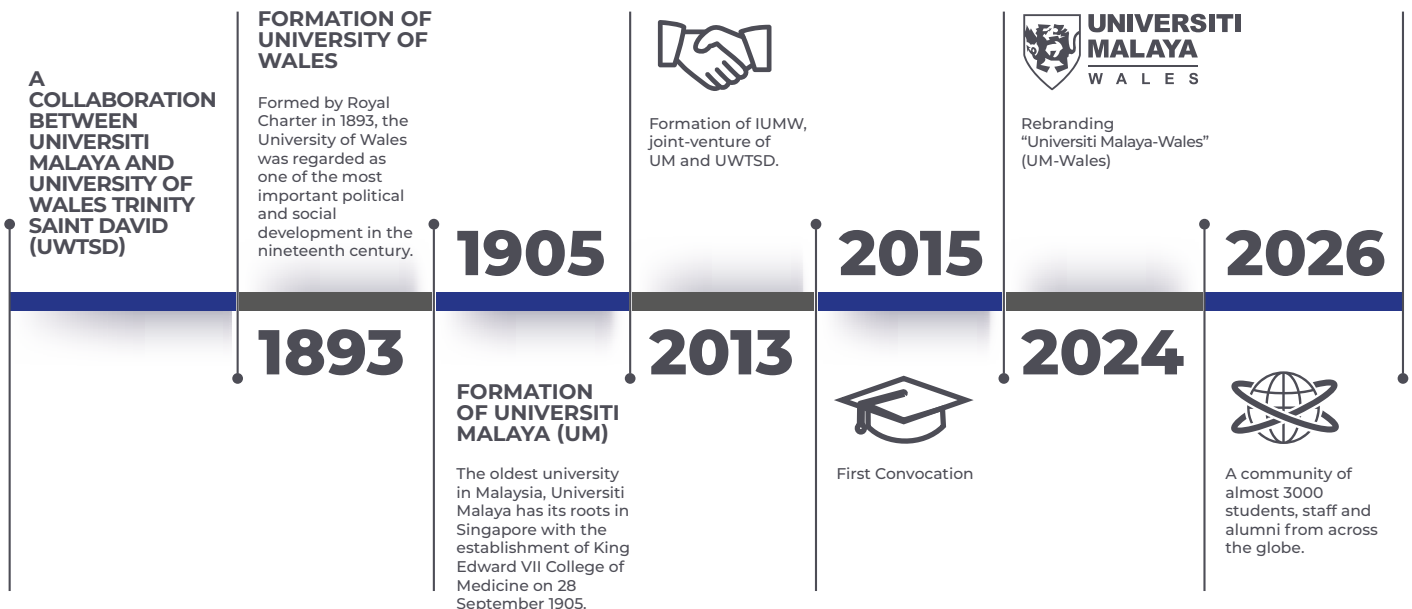 A
COLLABORATION
BETWEEN
UNIVERSITI
MALAYA AND
UNIVERSITY OF
WALES TRINITY
SAINT DAVID
(UWTSD)
FORMATION OF
UNIVERSITY OF
WALES
Formed by Royal
Charter in 1893, the
University of Wales
was regarded as
one of the most
important political
and social
development in the
nineteenth century.
1893
1905
FORMATION
OF UNIVERSITI
MALAYA (UM)
The oldest university
in Malaysia, Universiti
Malaya has its roots in
Singapore with the
establishment of King
Edward VII College of
Medicine on 28
September 1905.
Formation of IUMW,
joint-venture of
UM and UWTSD.
2013
2015
First Convocation
UNIVERSITI
MALAYA
WALES
Rebranding
“Universiti Malaya-Wales”
(UM-Wales)
2024
2026
A community of
almost 3000
students, staff and
alumni from across
the globe.